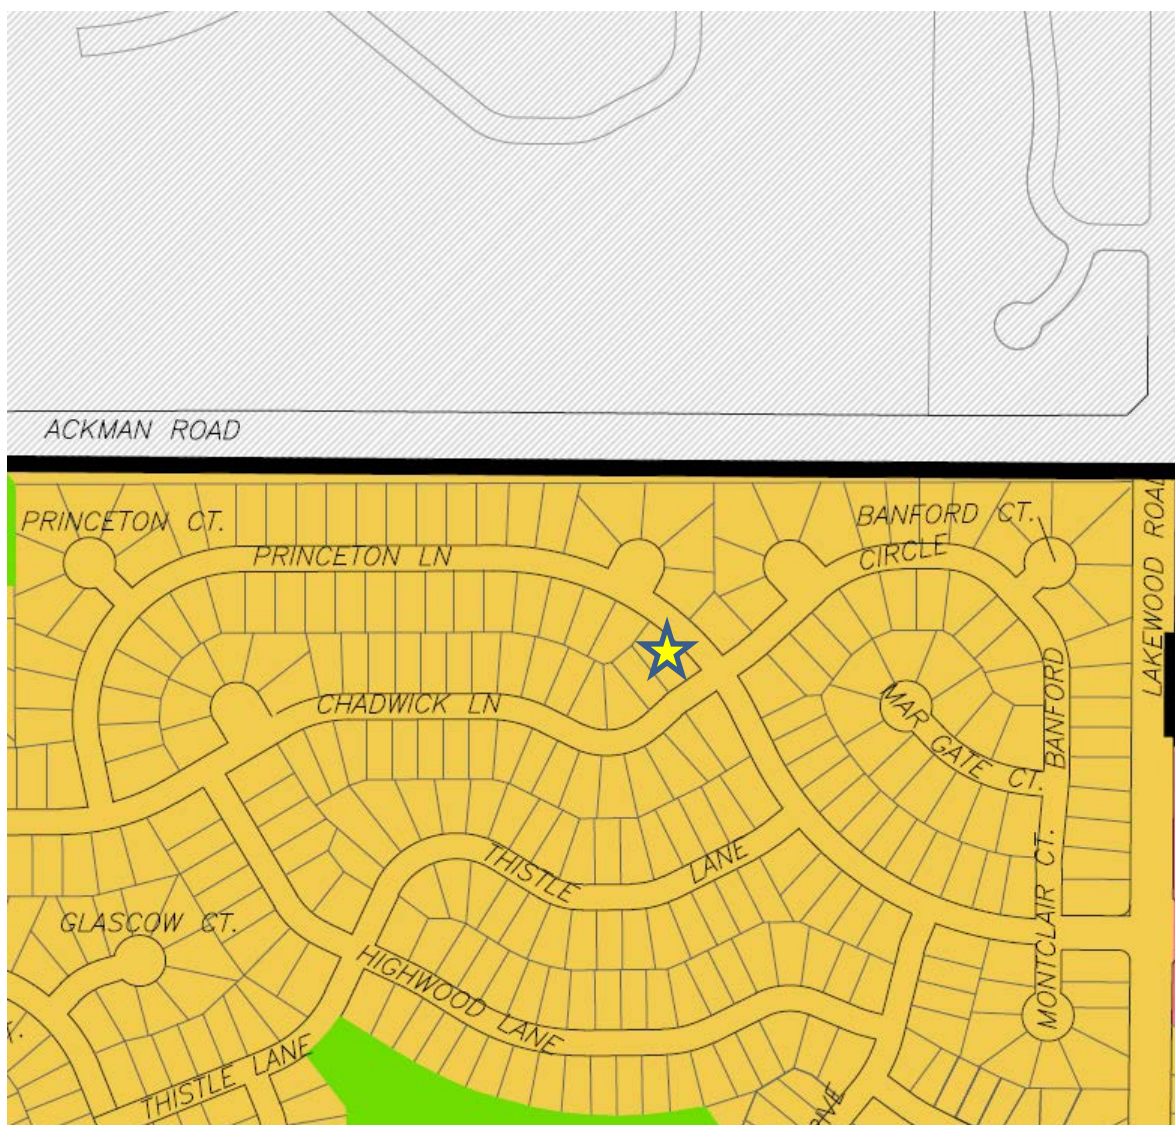 ACKMAN ROAD
PRINCETON CT.
BANFORD CT.
LAKEWOOD ROAD
PRINCETON LN
CIRCLE
BANFORD
CHADWICK LN
MAR GATE CT.
THISTLE LANE
MONTCLAIR CT.
GLASCOW CT.
HIGHWOOD LANE
THISTLE LANE